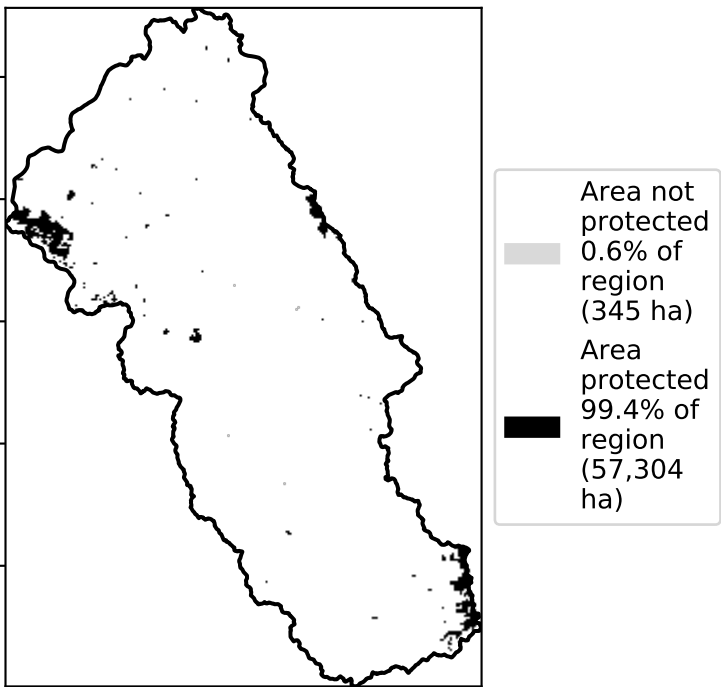 Area not
protected
0.6% of
region
(345 ha)
Area
protected
99.4% of
region
(57,304
ha)